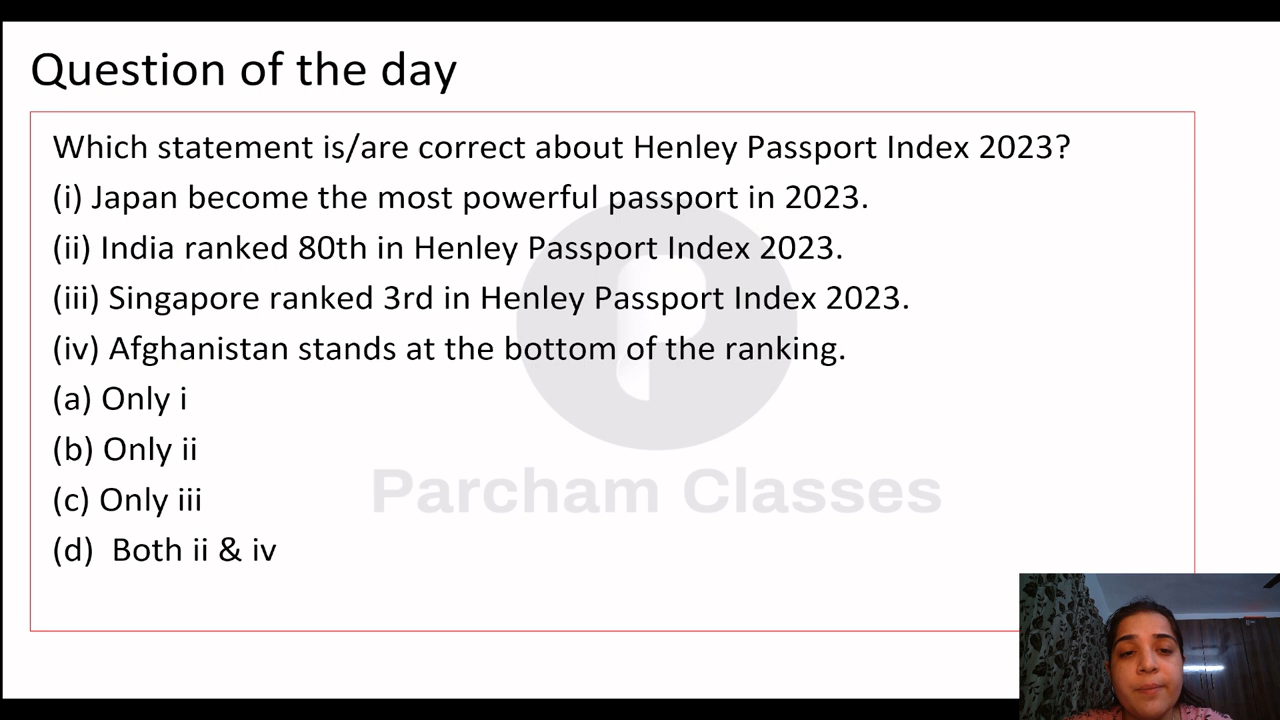 Question of the day
Which statement is/are correct about Henley Passport Index 2023?
(i) Japan become the most powerful passport in 2023.
(ii) India ranked 80th in Henley Passport Index 2023.
(iii) Singapore ranked 3rd in Henley Passport Index 2023.
(iv) Afghanistan stands at the bottom of the ranking.
(a) Only i
(b) Only ii
(c) Only iii
(d) Both ii & iv
Parcham Classes